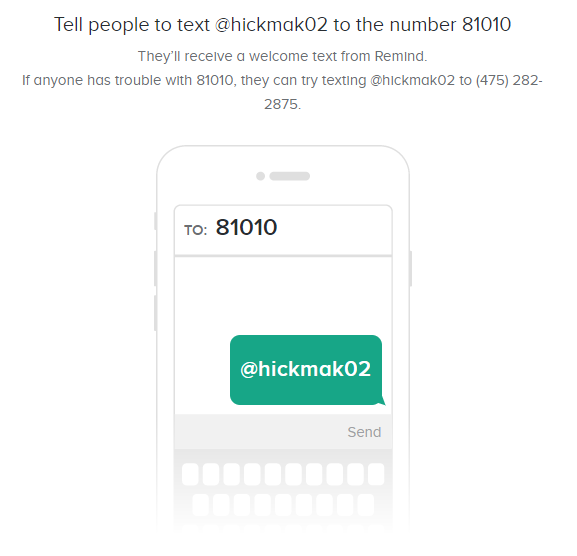 Tell people to text @hickmak02 to the number 81010
They'll receive a welcome text from Remind.
If anyone has trouble with 81010, they can try texting @hickmak02 to (475) 282-
2875.
TO: 81010
@hickmak02
Send